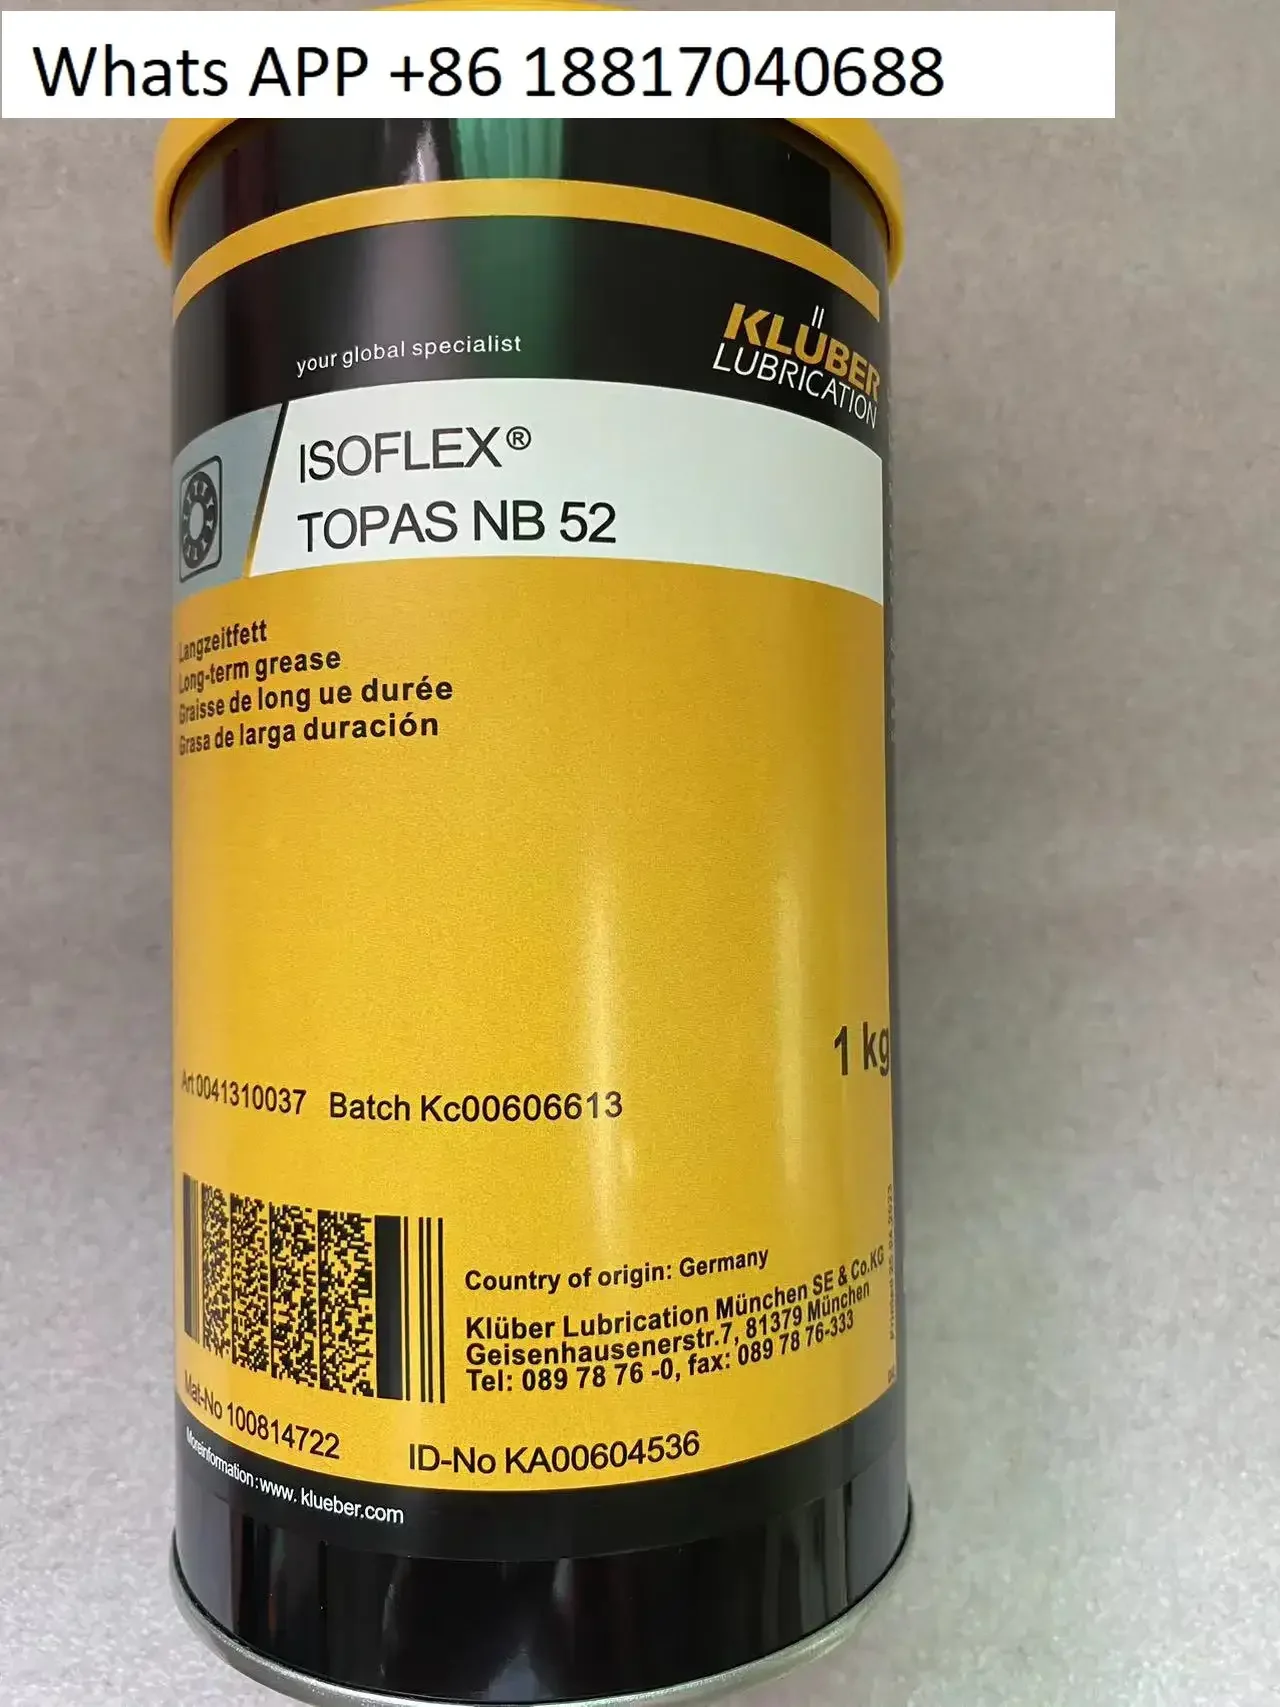 Whats APP +86 18817040688
your global specialist
KLÜBER
LUBRICATION
ISOFLEX®
TOPAS NB 52
Langzeitfett
Long-term grease
Graisse de long ue durée
Grasa de larga duración
1 kg
Art 0041310037 Batch Kc00606613
Country of origin: Germany
Klüber Lubrication München SE & Co.KG
Geisenhausenerstr.7, 81379 München
Tel: 089 78 76 -0, fax: 089 78 76-333
Mat-No 100814722 ID-No KA00604536
Moreinformation:www. klueber.com